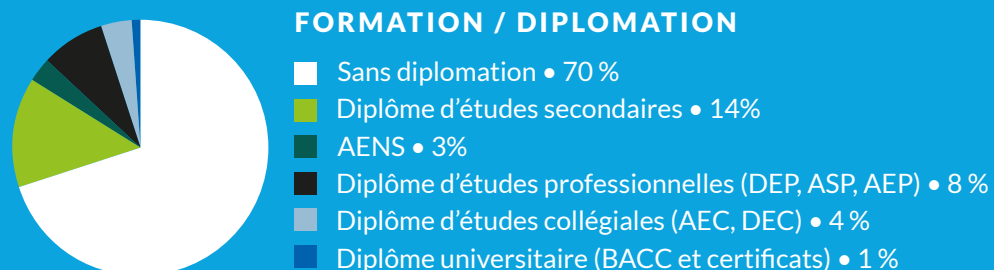 FORMATION / DIPLOMATION
Sans diplomation • 70 %
Diplôme d'études secondaires • 14%
AENS • 3%
Diplôme d'études professionnelles (DEP, ASP, AEP) • 8 %
Diplôme d'études collégiales (AEC, DEC) • 4 %
Diplôme universitaire (BACC et certificats) • 1 %